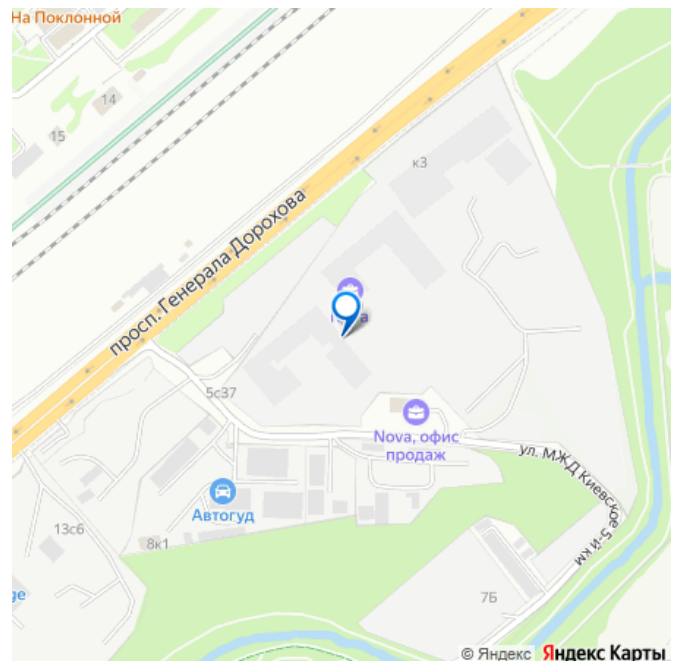 На Поклонной
14
15
к3
просп. Генерала Дорохова
5с37
Nova, офис
продаж
ул. МЖД Киевское 5-й км
Автогуд
13с6
8к1
7Б
© Яндекс Яндекс Карты